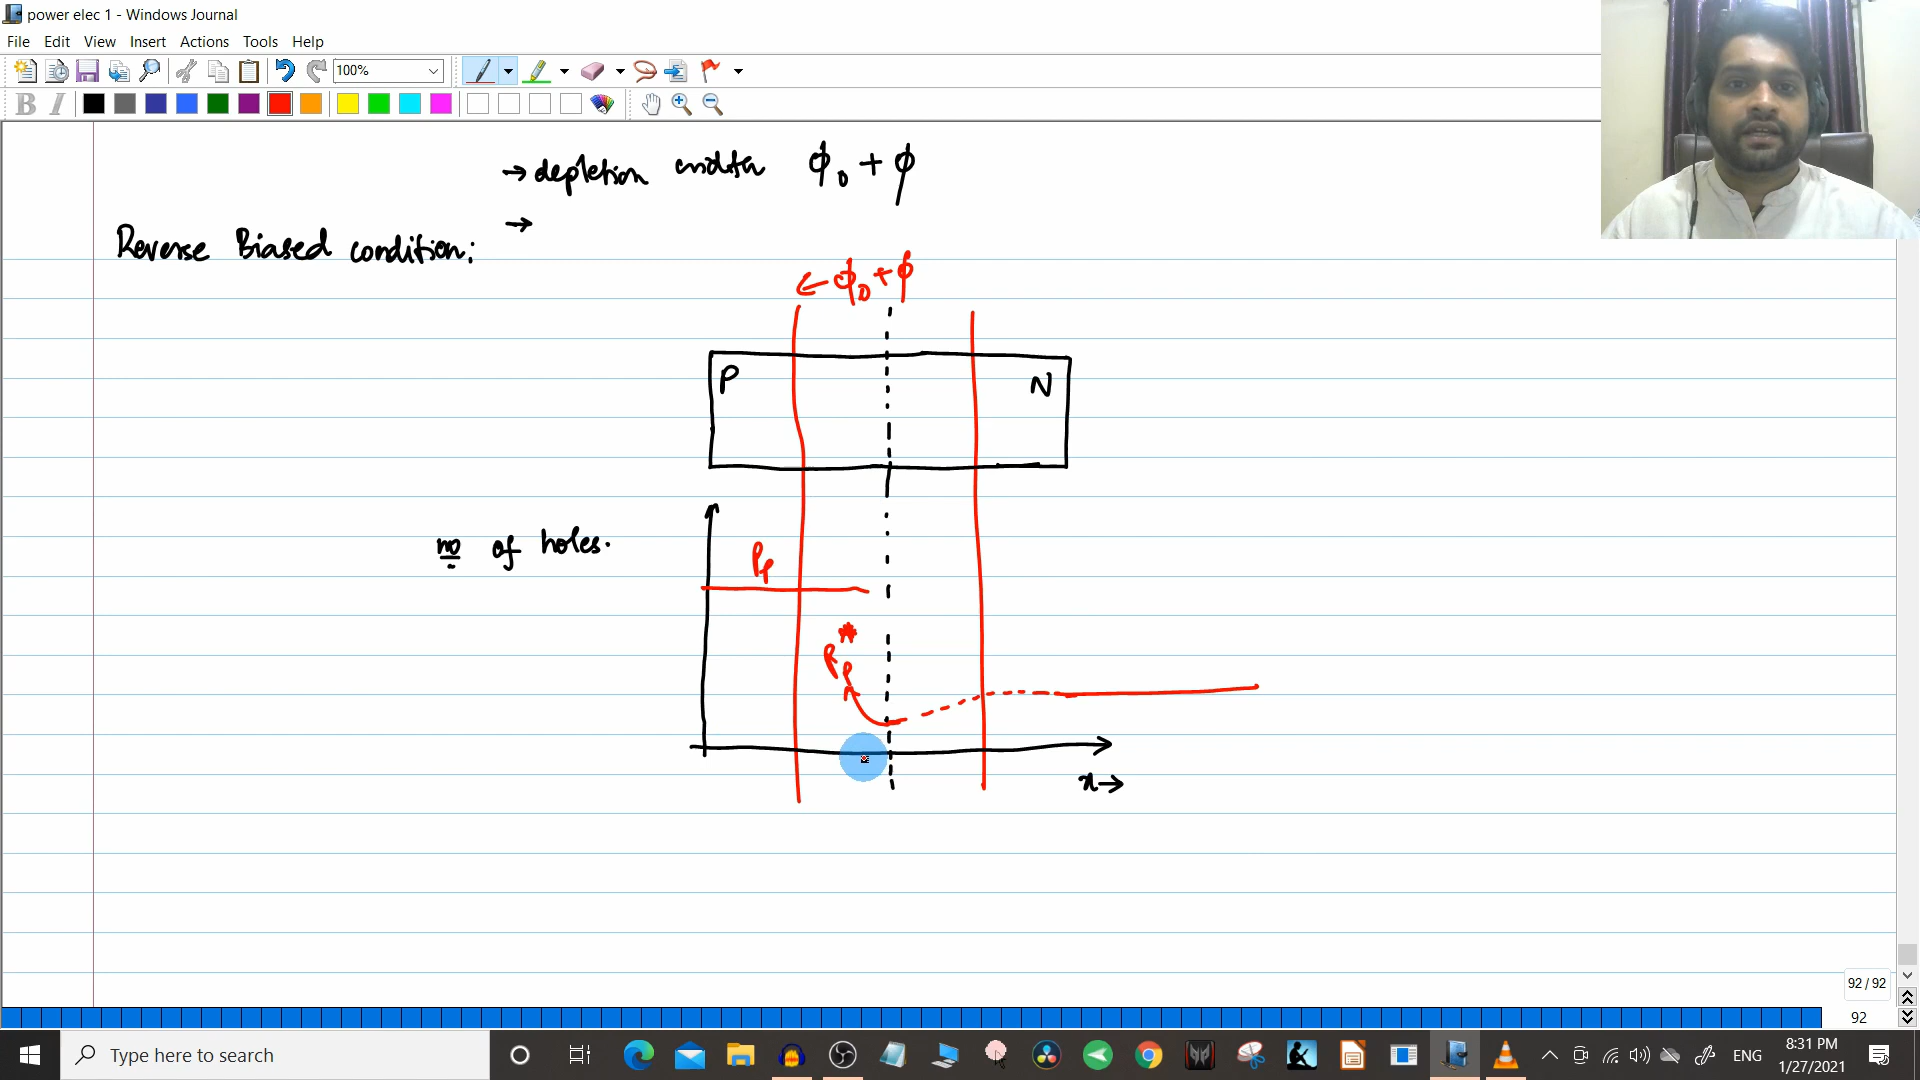 power elec 1 - Windows Journal
File Edit View Insert Actions Tools Help
100%
B I
→ depletion width ϕ₀ + ϕ
→
Reverse Biased condition:
← ϕ₀ + ϕ
P N
no of holes.
Pp
Pp*
x→
92 / 92
92
Type here to search
ENG
8:31 PM
1/27/2021